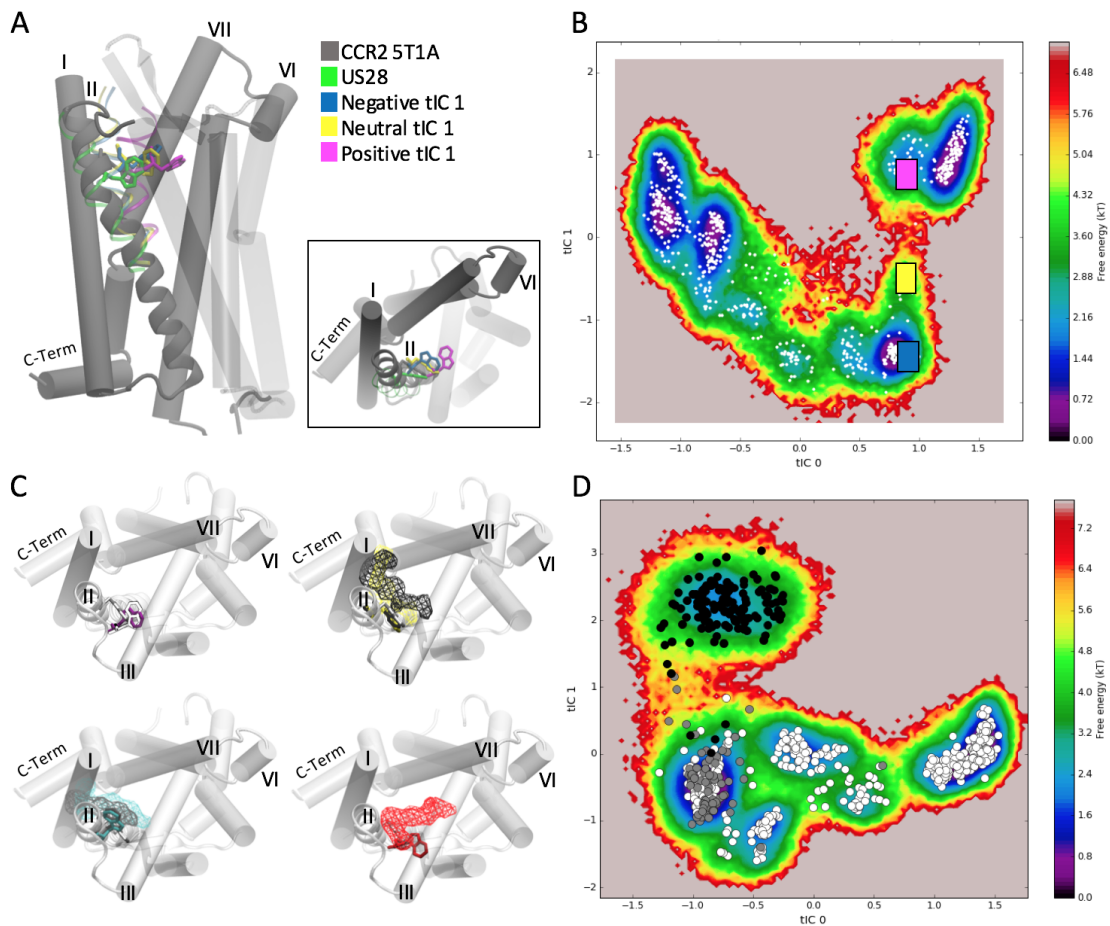 A
VII
I
VI
II
C-Term
CCR2 5T1A
US28
Negative tIC 1
Neutral tIC 1
Positive tIC 1
I
VI
II
C-Term
B
2
1
0
−1
−2
tIC 1
−1.5
−1.0
−0.5
0.0
0.5
1.0
1.5
tIC 0
6.48
5.76
5.04
4.32
3.60
2.88
2.16
1.44
0.72
0.00
Free energy (kT)
C
C-Term
I
VII
VI
II
III
C-Term
I
VII
VI
II
III
C-Term
I
VII
VI
II
III
C-Term
I
VII
VI
II
III
D
3
2
1
0
−1
−2
tIC 1
−1.5
−1.0
−0.5
0.0
0.5
1.0
1.5
tIC 0
7.2
6.4
5.6
4.8
4.0
3.2
2.4
1.6
0.8
0.0
Free energy (kT)